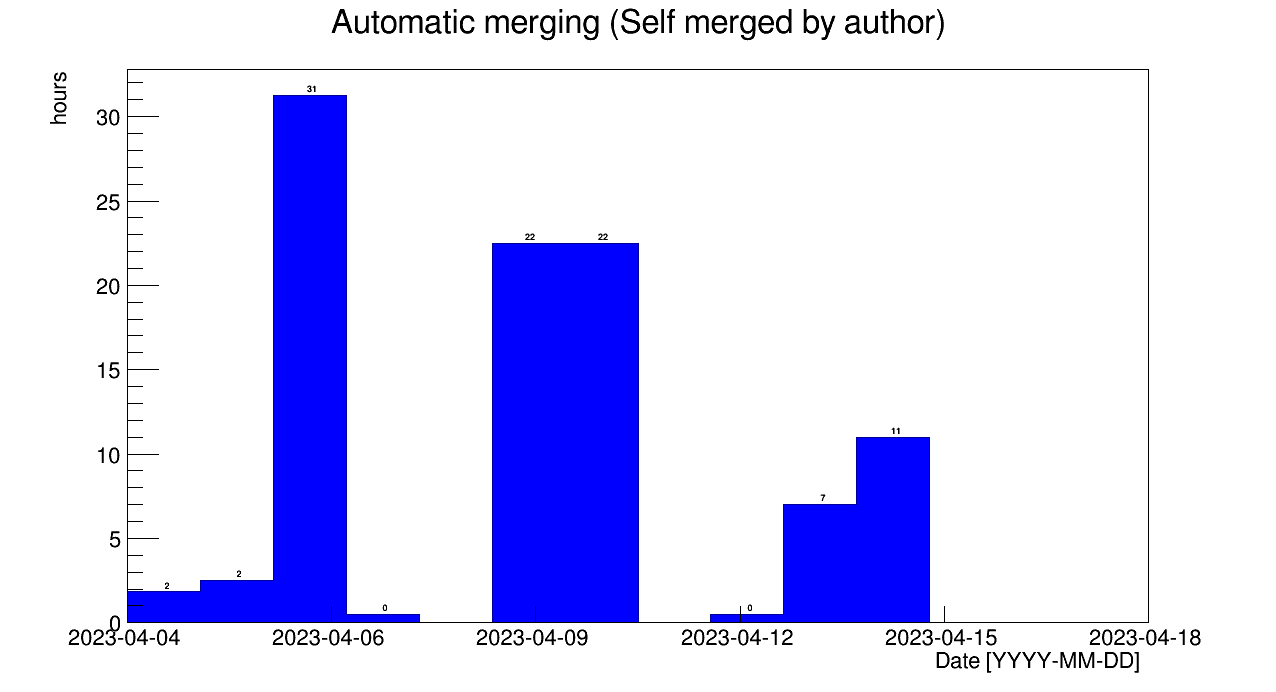 Automatic merging (Self merged by author)
hours
30
25
20
15
10
5
0
31
22 22
11
7
2 2 0 0
2023-04-04 2023-04-06 2023-04-09 2023-04-12 2023-04-15 2023-04-18
Date [YYYY-MM-DD]